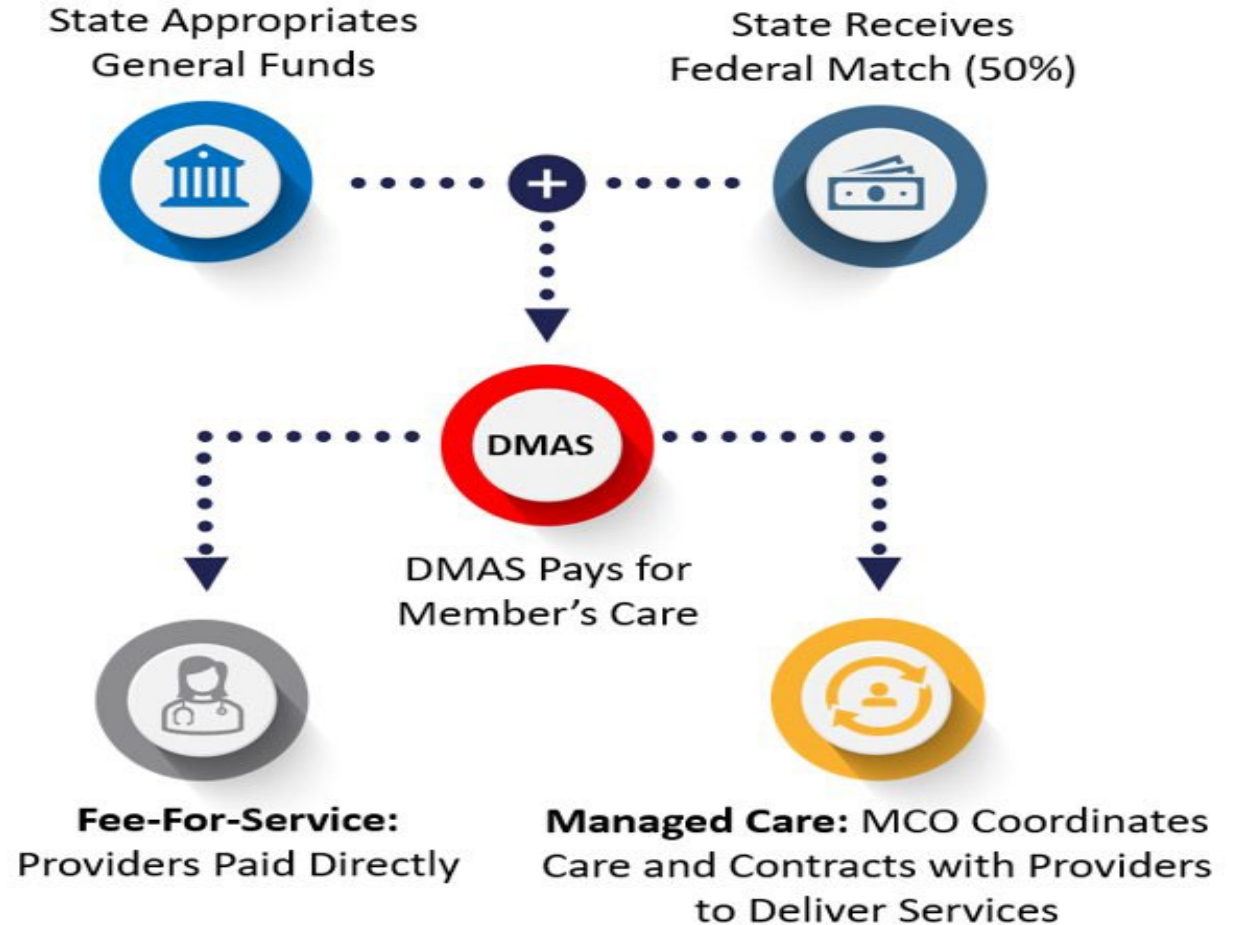 State Appropriates
General Funds
State Receives
Federal Match (50%)
+
DMAS
DMAS Pays for
Member's Care
Fee-For-Service:
Providers Paid Directly
Managed Care: MCO Coordinates
Care and Contracts with Providers
to Deliver Services